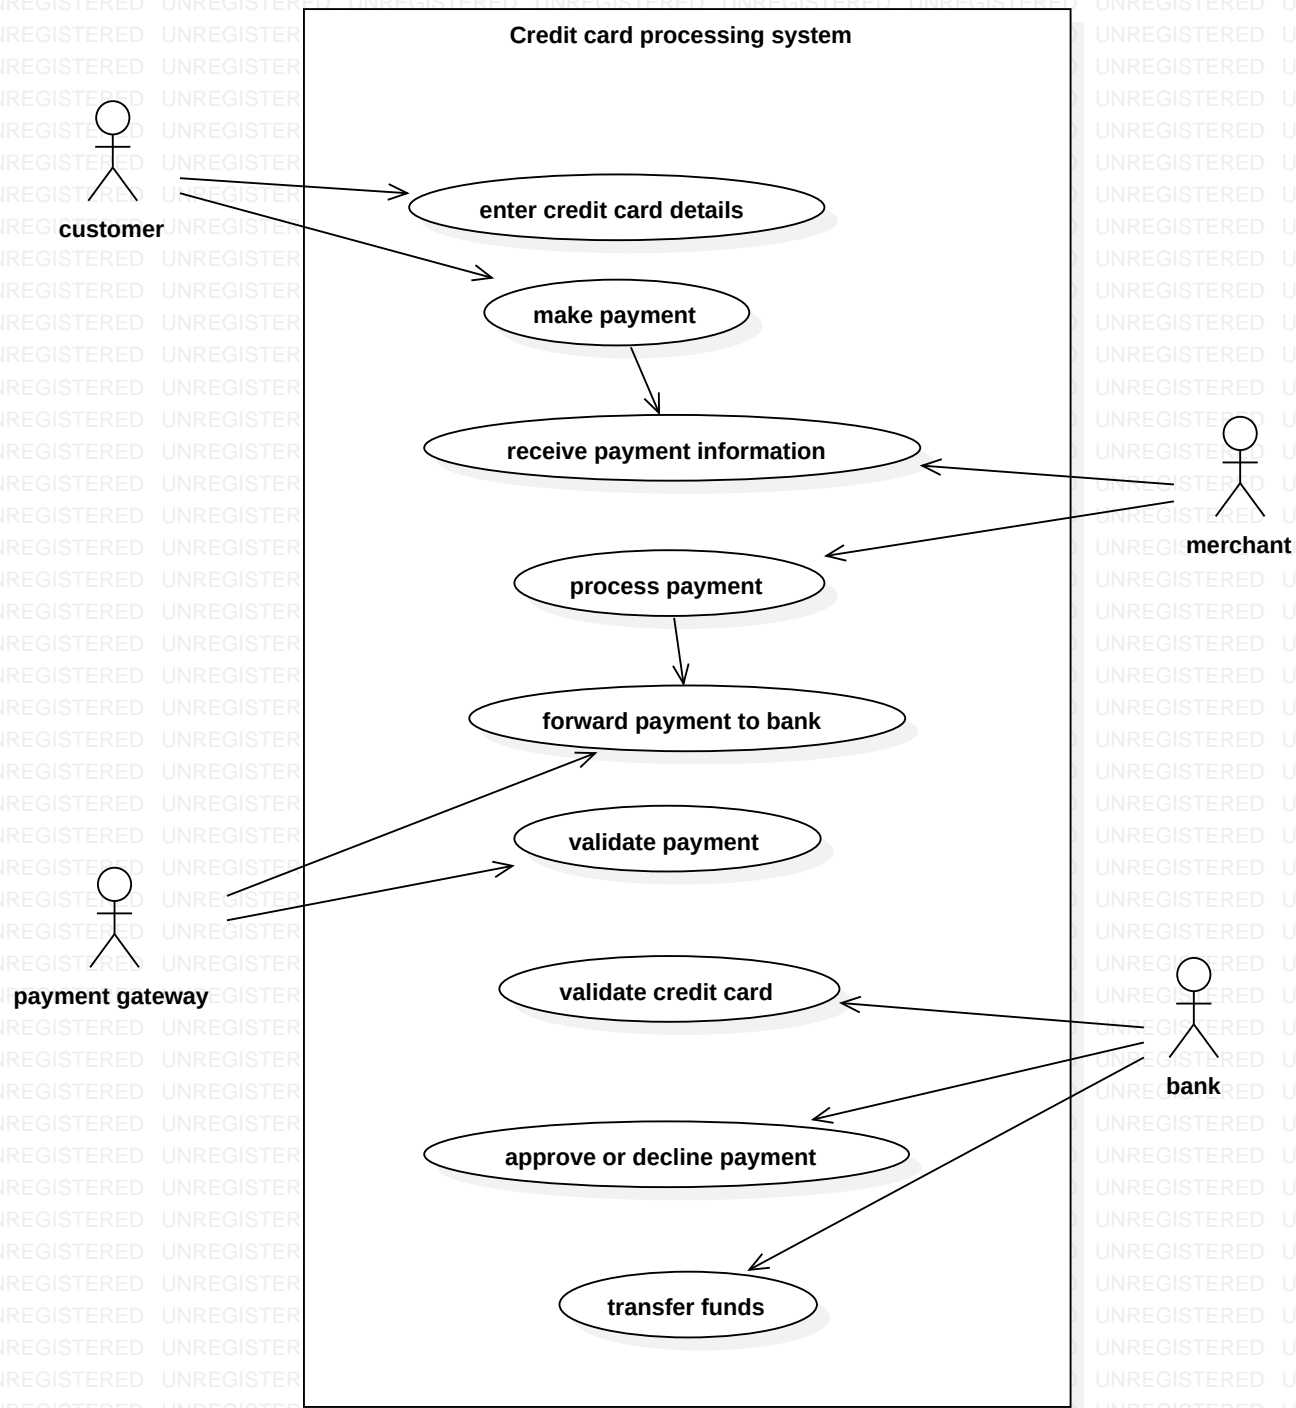 Credit card processing system
customer
enter credit card details
make payment
receive payment information
merchant
process payment
forward payment to bank
validate payment
payment gateway
validate credit card
bank
approve or decline payment
transfer funds
UNREGISTERED